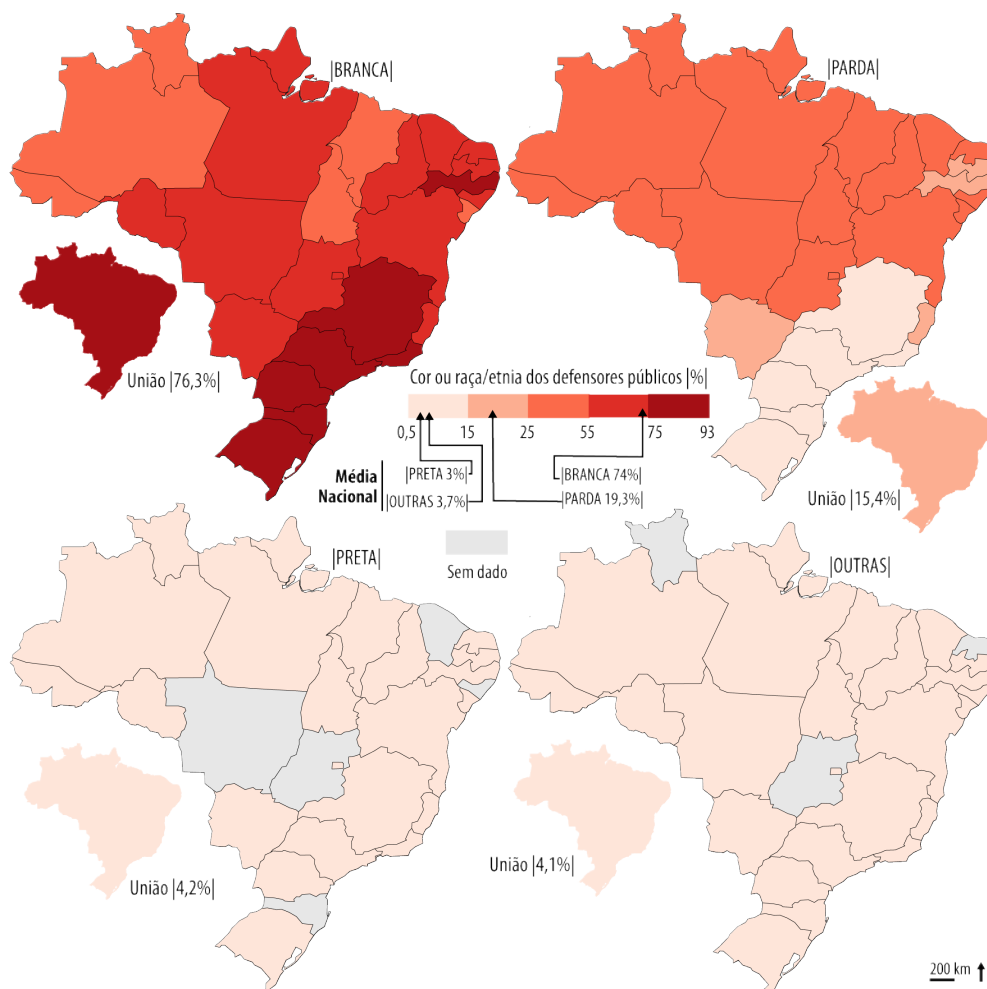 |BRANCA|
|PARDA|
União |76,3%|
Cor ou raça/etnia dos defensores públicos |%|
0,5 15 25 55 75 93
Média
Nacional
|PRETA 3%|
|OUTRAS 3,7%|
|BRANCA 74%|
|PARDA 19,3%|
União |15,4%|
Sem dado
|PRETA|
|OUTRAS|
União |4,2%|
União |4,1%|
200 km